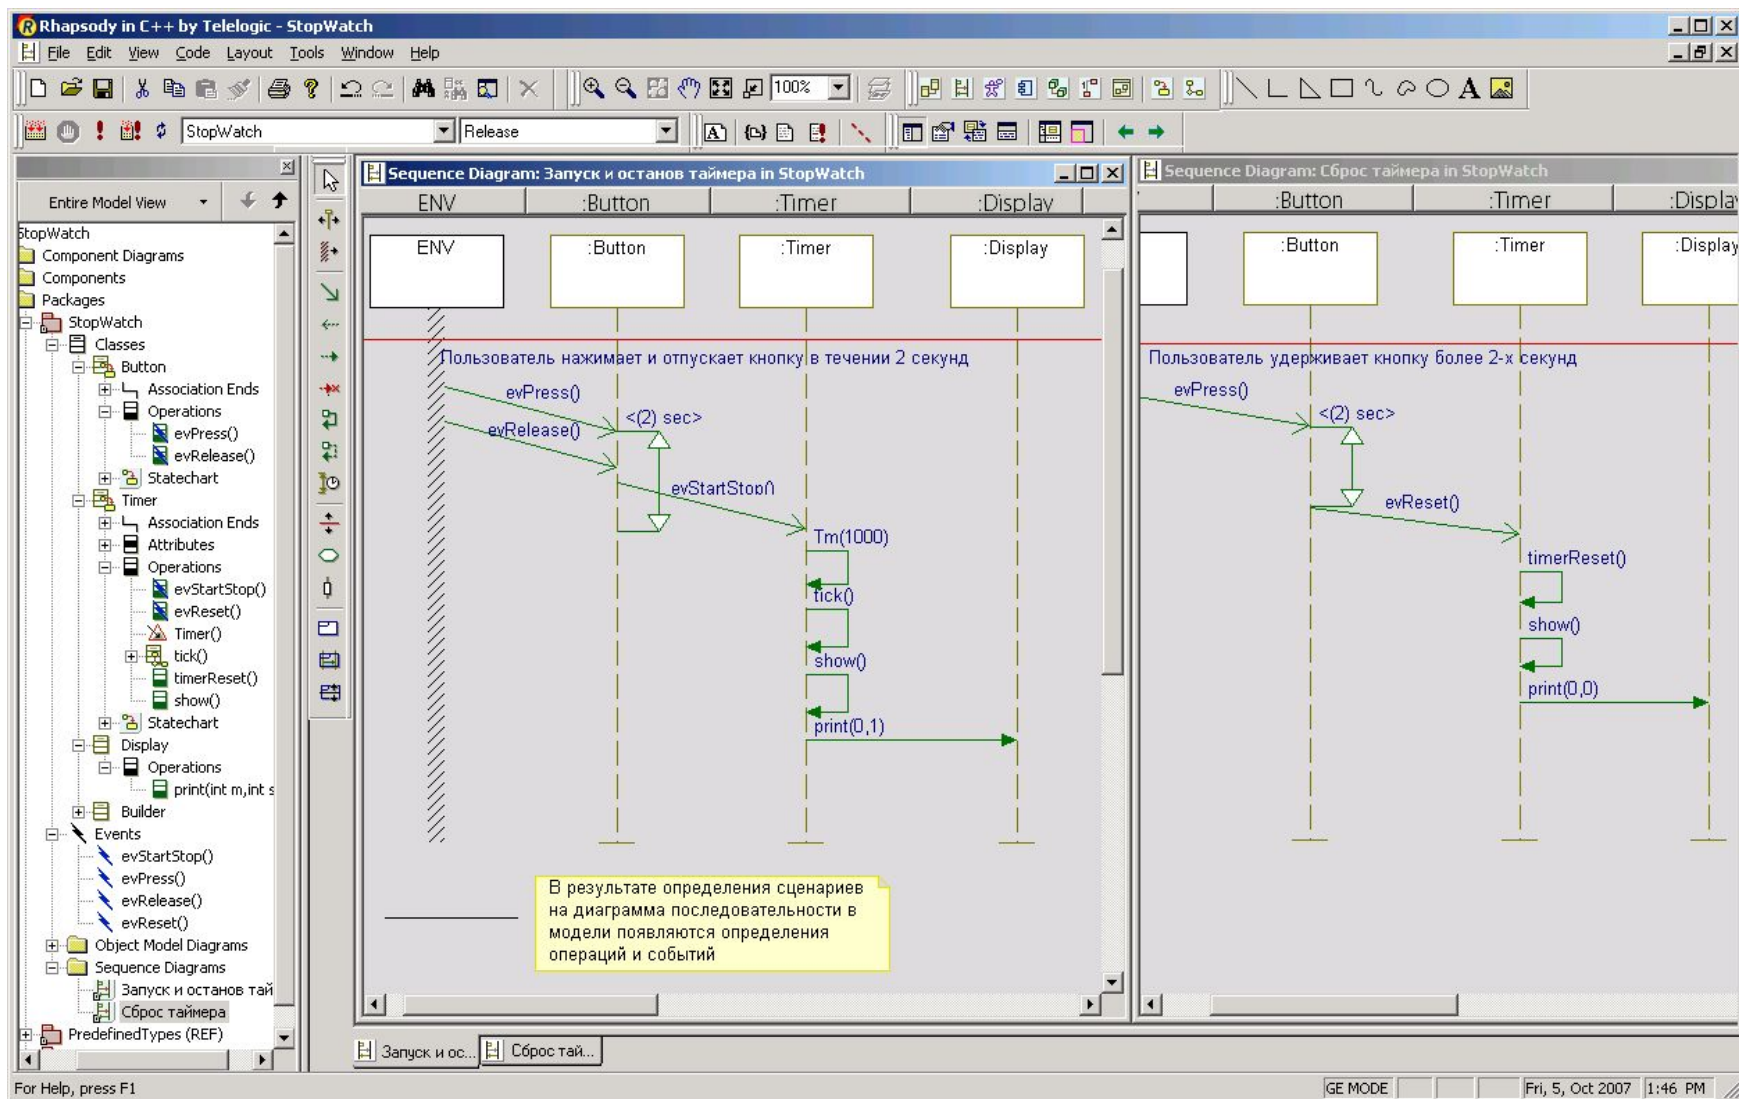 Rhapsody in C++ by Telelogic - StopWatch
File Edit View Code Layout Tools Window Help
100%
StopWatch Release
Entire Model View
StopWatch
Component Diagrams
Components
Packages
StopWatch
Classes
Button
Association Ends
Operations
evPress()
evRelease()
Statechart
Timer
Association Ends
Attributes
Operations
evStartStop()
evReset()
Timer()
tick()
timerReset()
show()
Statechart
Display
Operations
print(int m,int s
Builder
Events
evStartStop()
evPress()
evRelease()
evReset()
Object Model Diagrams
Sequence Diagrams
Запуск и останов тай
Сброс таймера
PredefinedTypes (REF)
Sequence Diagram: Запуск и останов таймера in StopWatch
ENV :Button :Timer :Display
ENV :Button :Timer :Display
Пользователь нажимает и отпускает кнопку в течении 2 секунд
evPress()
<(2) sec>
evRelease()
evStartStop()
Tm(1000)
tick()
show()
print(0,1)
В результате определения сценариев
на диаграмма последовательности в
модели появляются определения
операций и событий
Sequence Diagram: Сброс таймера in StopWatch
:Button :Timer :Displa
:Button :Timer :Display
Пользователь удерживает кнопку более 2-х секунд
evPress()
<(2) sec>
evReset()
timerReset()
show()
print(0,0)
Запуск и ос... Сброс тай...
For Help, press F1 GE MODE Fri, 5, Oct 2007 1:46 PM